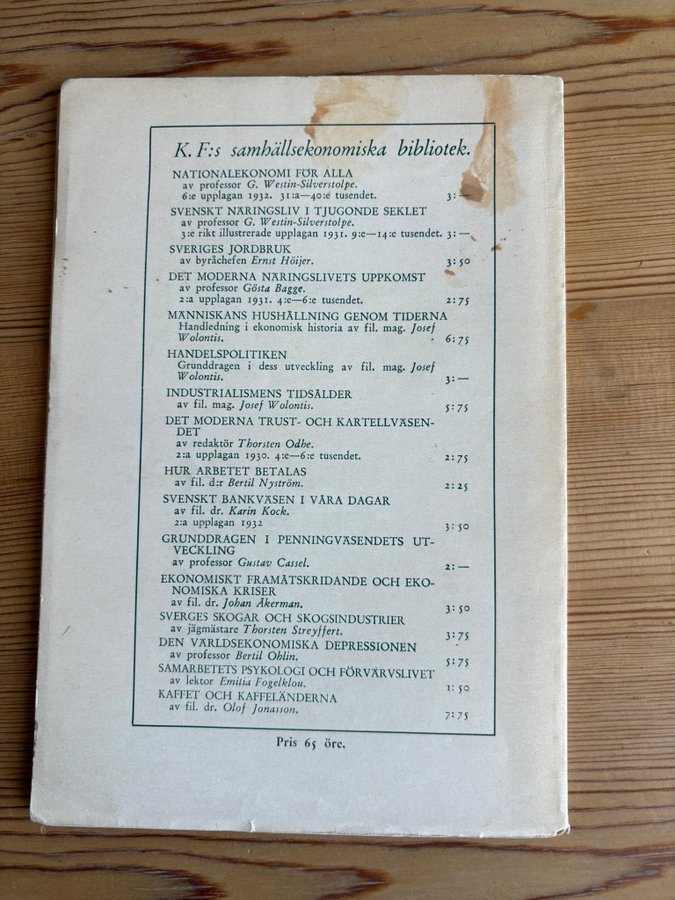 K. F:s samhällsekonomiska bibliotek.
NATIONALEKONOMI FÖR ALLA
av professor G. Westin-Silverstolpe.
6:e upplagan 1932. 31:a—40:e tusendet. 3:—
SVENSKT NÄRINGSLIV I TJUGONDE SEKLET
av professor G. Westin-Silverstolpe.
3:e rikt illustrerade upplagan 1931. 9:e—14:e tusendet. 3:—
SVERIGES JORDBRUK
av byråchefen Ernst Höijer. 3:50
DET MODERNA NÄRINGSLIVETS UPPKOMST
av professor Gösta Bagge.
2:a upplagan 1931. 4:e—6:e tusendet. 2:75
MÄNNISKANS HUSHÅLLNING GENOM TIDERNA
Handledning i ekonomisk historia av fil. mag. Josef
Wolontis. 6:75
HANDELSPOLITIKEN
Grunddragen i dess utveckling av fil. mag. Josef
Wolontis. 3:—
INDUSTRIALISMENS TIDSÅLDER
av fil. mag. Josef Wolontis. 5:75
DET MODERNA TRUST- OCH KARTELLVÄSEN-
DET
av redaktör Thorsten Odhe.
2:a upplagan 1930. 4:e—6:e tusendet. 2:75
HUR ARBETET BETALAS
av fil. d:r Bertil Nyström. 2:25
SVENSKT BANKVÄSEN I VÅRA DAGAR
av fil. dr. Karin Kock.
2:a upplagan 1932 3:50
GRUNDDRAGEN I PENNINGVÄSENDETS UT-
VECKLING
av professor Gustav Cassel. 2:—
EKONOMISKT FRAMÅTSKRIDANDE OCH EKO-
NOMISKA KRISER
av fil. dr. Johan Åkerman. 3:50
SVERGES SKOGAR OCH SKOGSINDUSTRIER
av jägmästare Thorsten Streyffert. 3:75
DEN VÄRLDSEKONOMISKA DEPRESSIONEN
av professor Bertil Ohlin. 5:75
SAMARBETETS PSYKOLOGI OCH FÖRVÄRVSLIVET
av lektor Emilia Fogelklou. 1:50
KAFFET OCH KAFFELÄNDERNA
av fil. dr. Olof Jonasson. 7:75
Pris 65 öre.